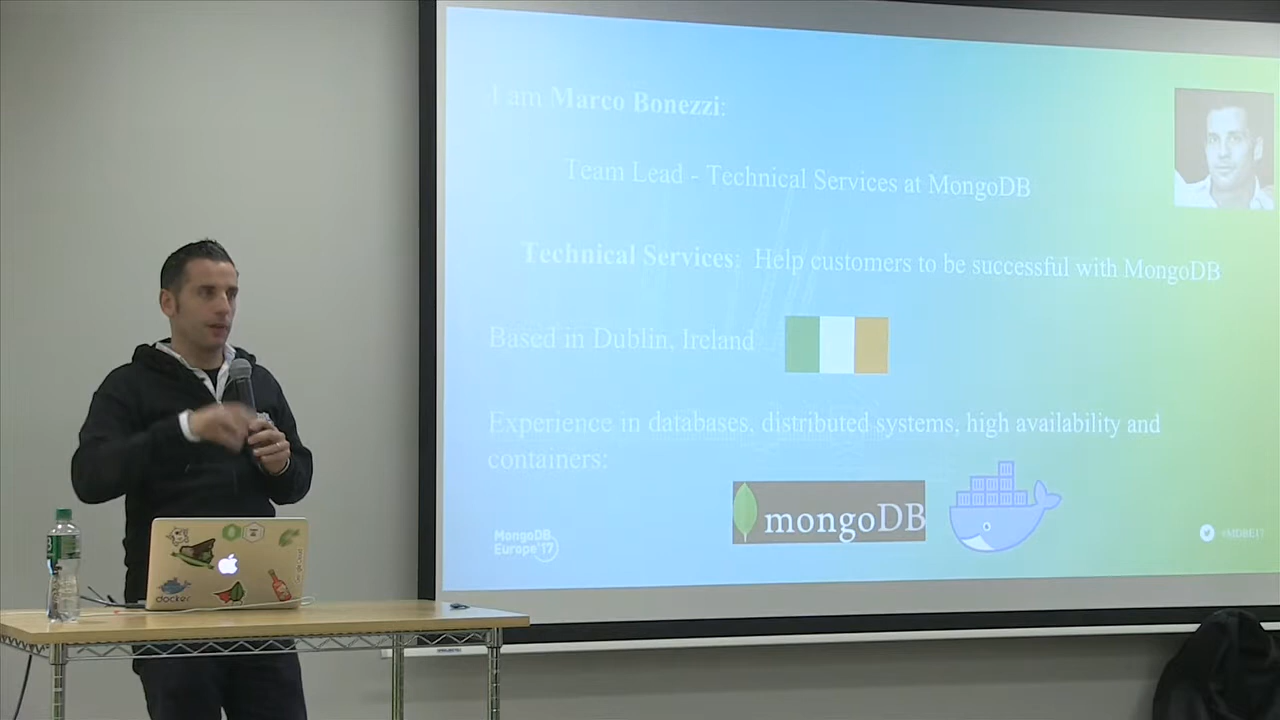 I am Marco Bonezzi:
Team Lead - Technical Services at MongoDB
Technical Services: Help customers to be successful with MongoDB
Based in Dublin, Ireland
Experience in databases, distributed systems, high availability and
containers:
mongoDB
MongoDB
Europe'17
#MDBE17
docker